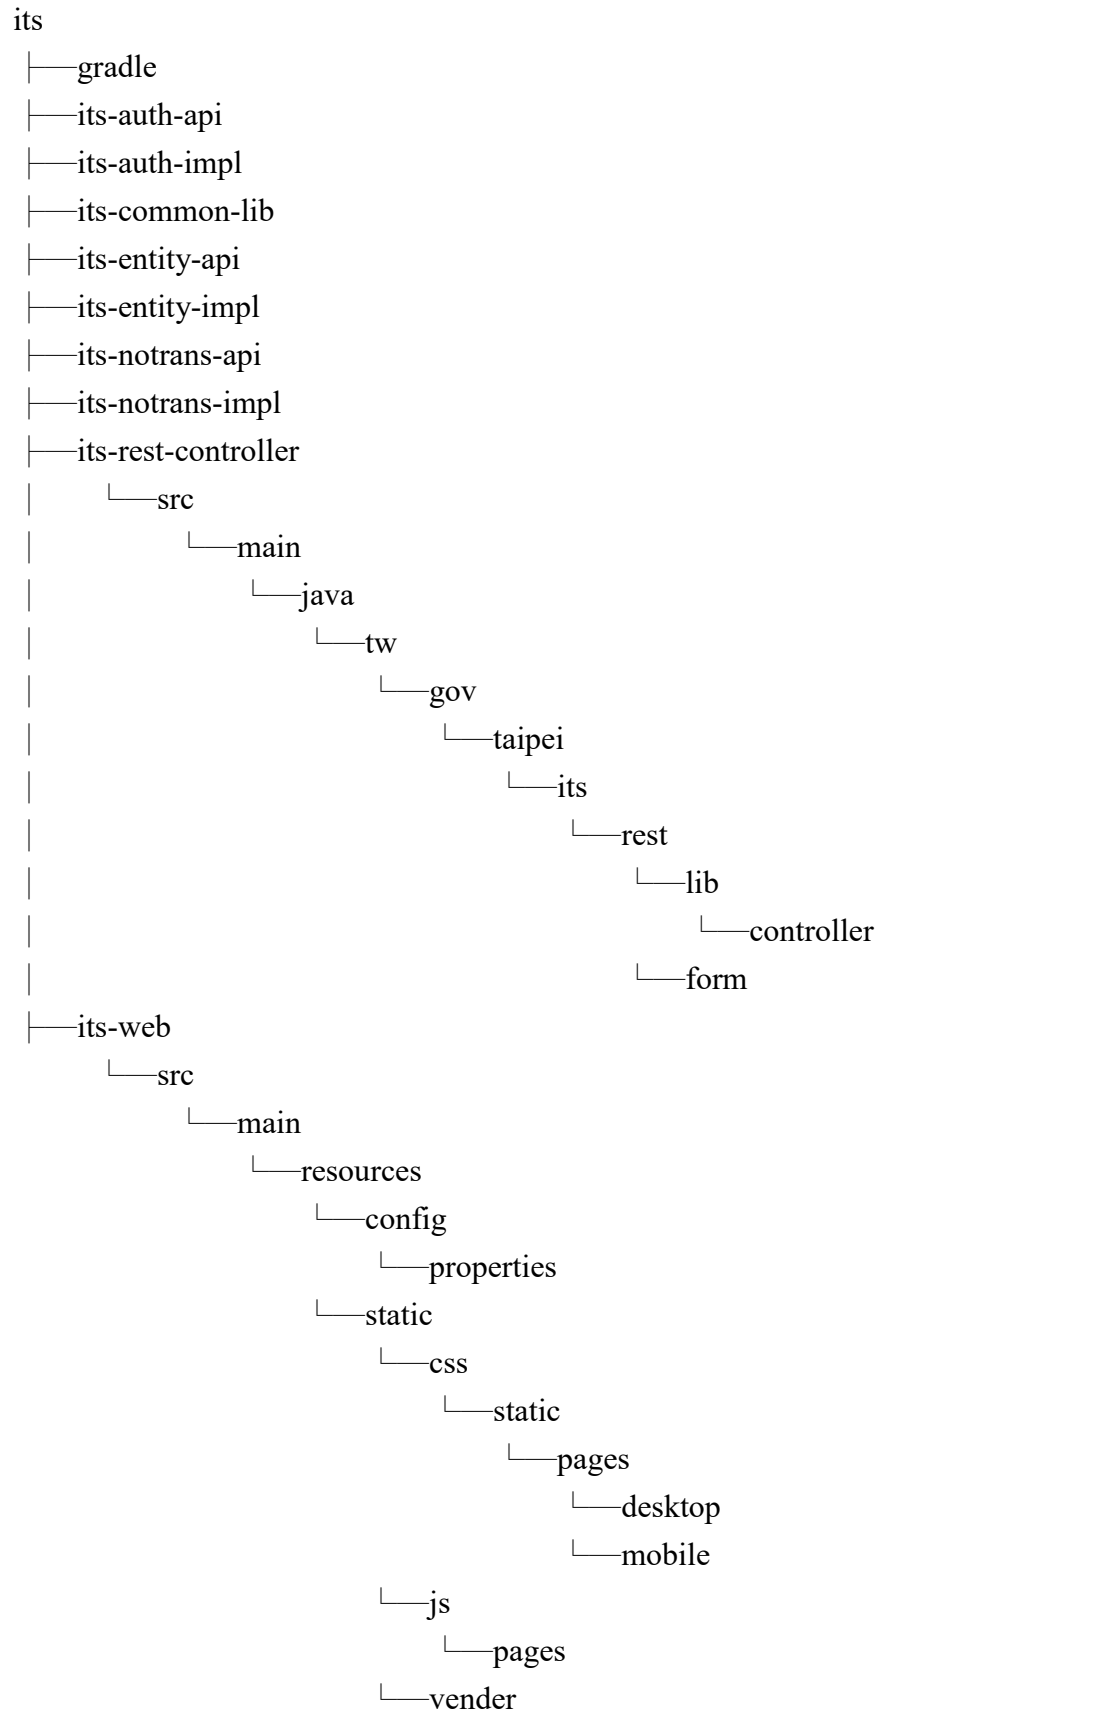 its
├──gradle
├──its-auth-api
├──its-auth-impl
├──its-common-lib
├──its-entity-api
├──its-entity-impl
├──its-notrans-api
├──its-notrans-impl
├──its-rest-controller
│    └──src
│         └──main
│             └──java
│                 └──tw
│                     └──gov
│                         └──taipei
│                             └──its
│                                 └──rest
│                                     └──lib
│                                         └──controller
│                                     └──form
├──its-web
     └──src
          └──main
              └──resources
                  └──config
                      └──properties
                  └──static
                      └──css
                          └──static
                              └──pages
                                  └──desktop
                                  └──mobile
                      └──js
                          └──pages
                      └──vender